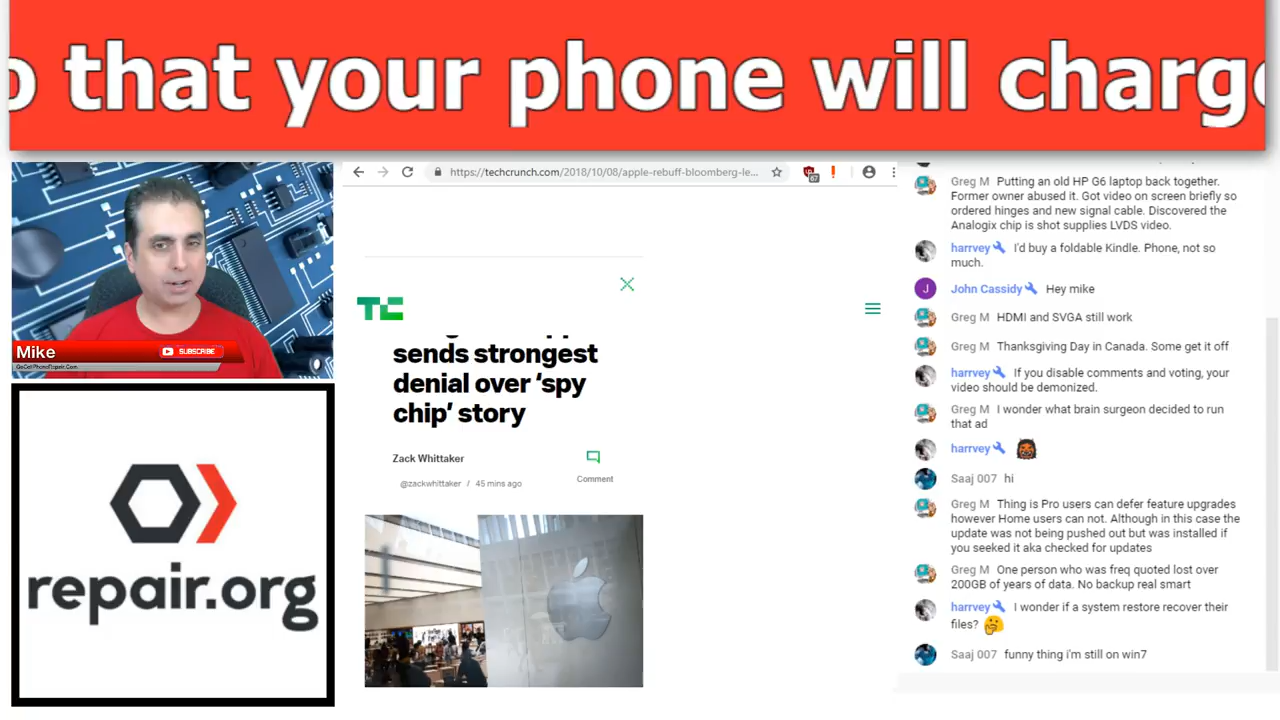 that your phone will charge
Mike
SUBSCRIBE
GoGetPhoneRepair.Com
repair.org
https://techcrunch.com/2018/10/08/apple-rebuff-bloomberg-le...
67
TC
sends strongest
denial over ‘spy
chip’ story
Zack Whittaker
@zackwhittaker / 45 mins ago
Comment
Greg M Putting an old HP G6 laptop back together.
Former owner abused it. Got video on screen briefly so
ordered hinges and new signal cable. Discovered the
Analogix chip is shot supplies LVDS video.
harrvey I'd buy a foldable Kindle. Phone, not so
much.
J
John Cassidy Hey mike
Greg M HDMI and SVGA still work
Greg M Thanksgiving Day in Canada. Some get it off
harrvey If you disable comments and voting, your
video should be demonized.
Greg M I wonder what brain surgeon decided to run
that ad
harrvey
Saaj 007 hi
Greg M Thing is Pro users can defer feature upgrades
however Home users can not. Although in this case the
update was not being pushed out but was installed if
you seeked it aka checked for updates
Greg M One person who was freq quoted lost over
200GB of years of data. No backup real smart
harrvey I wonder if a system restore recover their
files?
Saaj 007 funny thing i'm still on win7